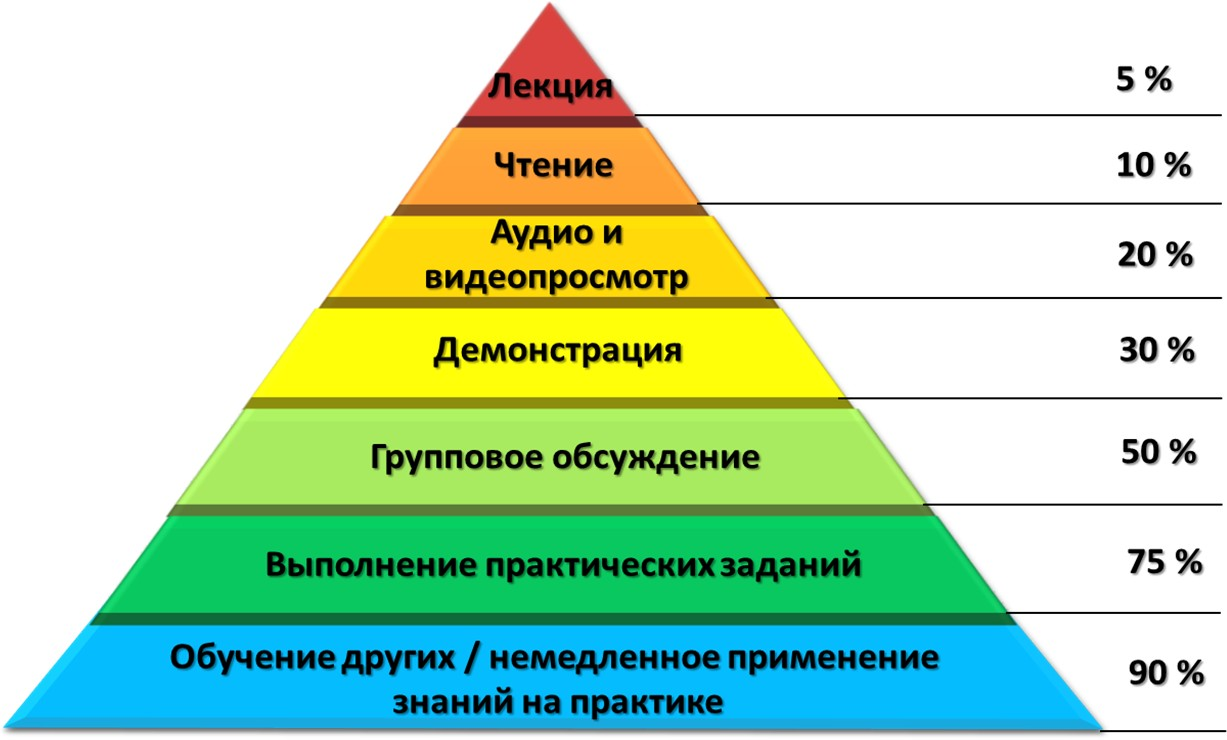 Лекция
5 %
Чтение
10 %
Аудио и
видеопросмотр
20 %
Демонстрация
30 %
Групповое обсуждение
50 %
Выполнение практических заданий
75 %
Обучение других / немедленное применение
знаний на практике
90 %